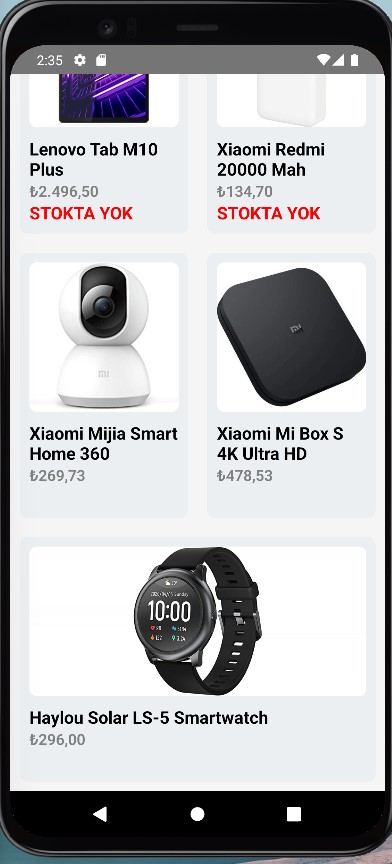 2:35
Lenovo Tab M10
Plus
₺2.496,50
STOKTA YOK
Xiaomi Redmi
20000 Mah
₺134,70
STOKTA YOK
mi
Xiaomi Mijia Smart
Home 360
₺269,73
mi
Xiaomi Mi Box S
4K Ultra HD
₺478,53
10:00
Haylou Solar LS-5 Smartwatch
₺296,00